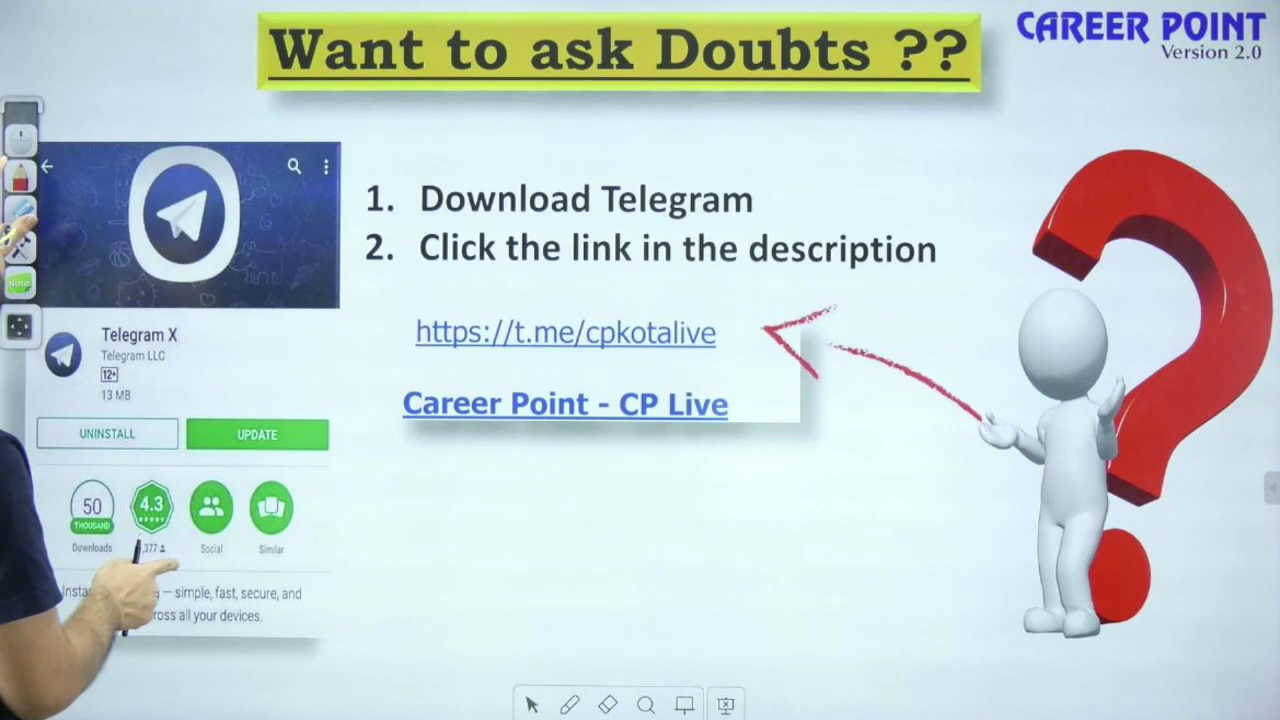 Want to ask Doubts ??
CAREER POINT
Version 2.0
1. Download Telegram
2. Click the link in the description
https://t.me/cpkotalive
Career Point - CP Live
Telegram X
Telegram LLC
12+
13 MB
UNINSTALL
UPDATE
50
THOUSAND
4.3
Downloads
,377
Social
Similar
— simple, fast, secure, and
all your devices.